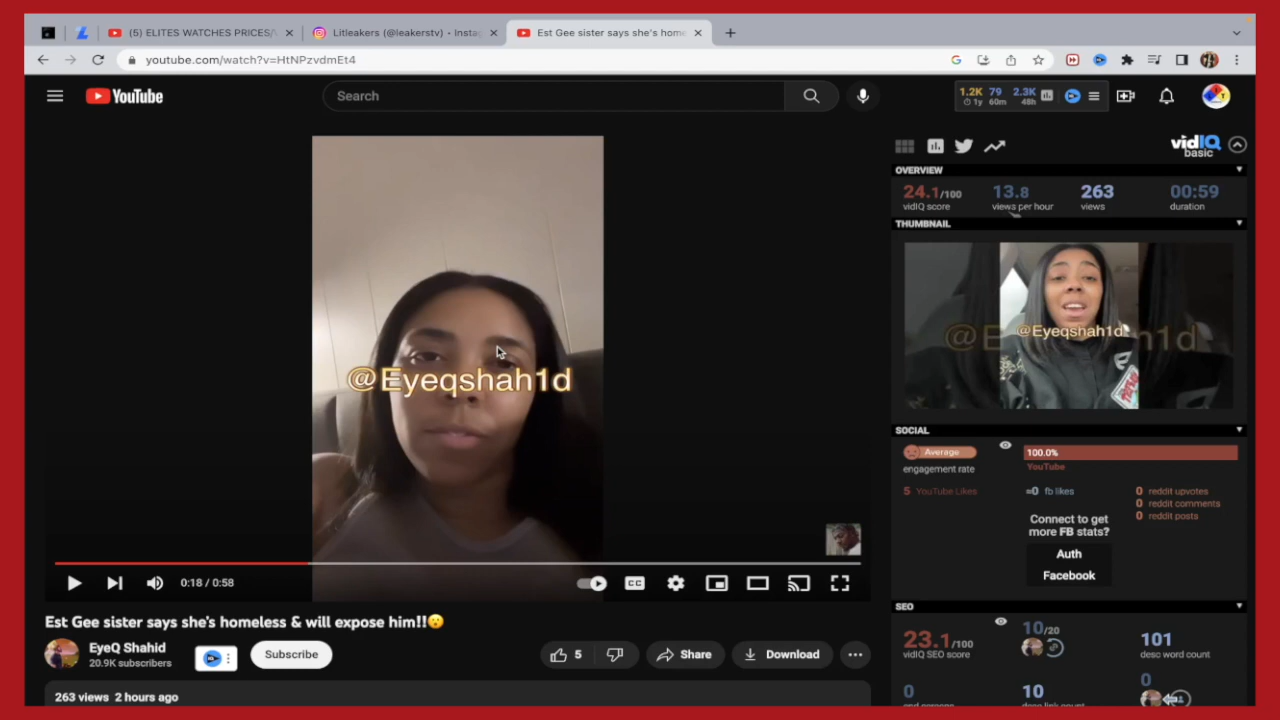 (5) ELITES WATCHES PRICES/
Litleakers (@leakerstv) • Insta
Est Gee sister says she's home
youtube.com/watch?v=HtNPzvdmEt4
YouTube
Search
1.2K 79 2.3K
1y 60m 48h
vidIQ
basic
OVERVIEW
24.1/100 13.8 263 00:59
vidIQ score views per hour views duration
THUMBNAIL
@Eyeqshah1d
@Eyeqshah1d
SOCIAL
Average
engagement rate
100.0%
YouTube
5 YouTube Likes
=0 fb likes
0 reddit upvotes
0 reddit comments
0 reddit posts
Connect to get
more FB stats?
Auth
Facebook
0:18 / 0:58
CC
Est Gee sister says she's homeless & will expose him!!😮
EyeQ Shahid
20.9K subscribers
Subscribe
5
Share
Download
263 views 2 hours ago
SEO
23.1/100
vidIQ SEO score
10/20
101
desc word count
0
10
0